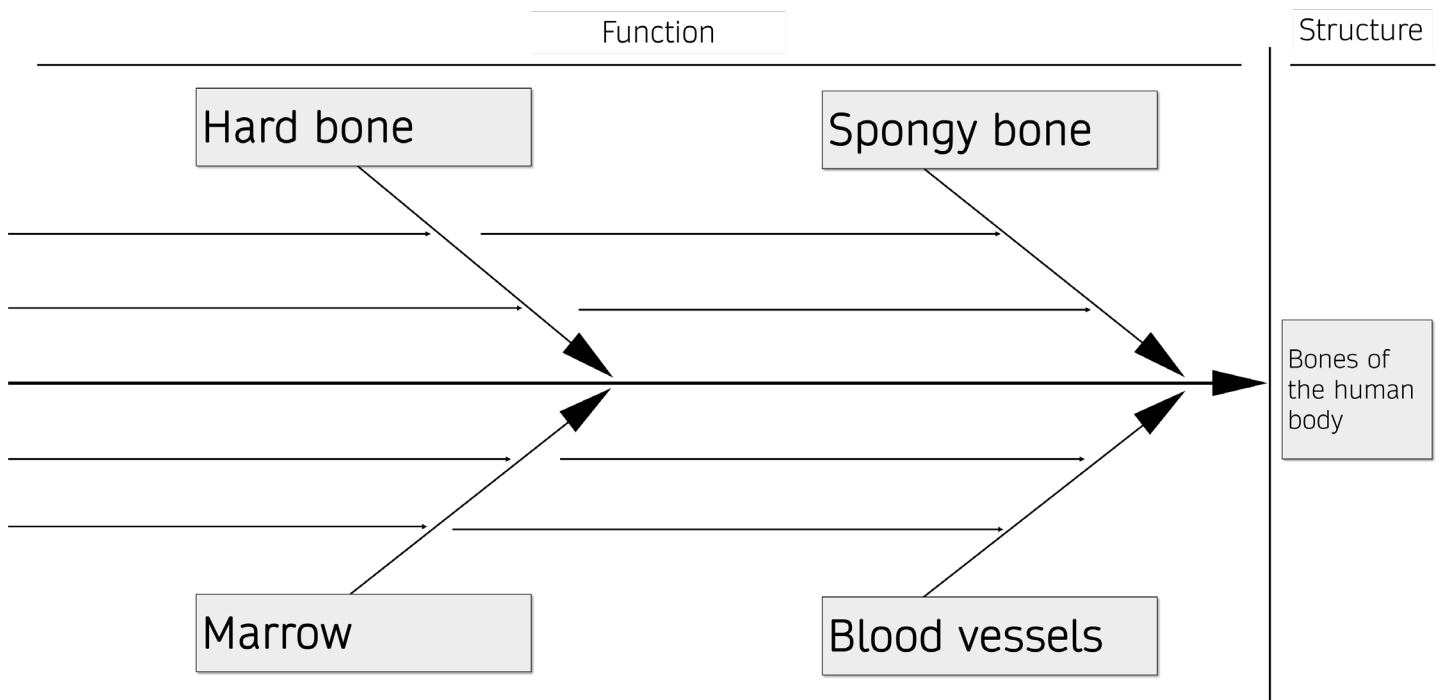 Function
Structure
Hard bone
Spongy bone
Bones of
the human
body
Marrow
Blood vessels